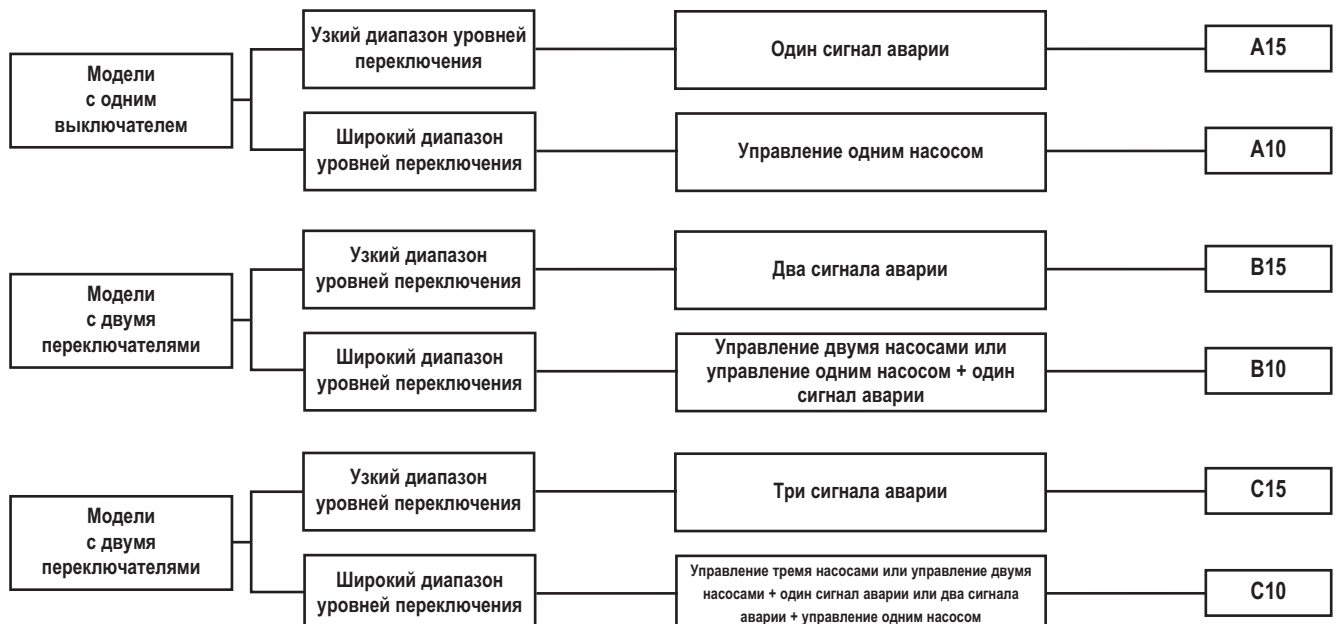 Модели
с одним
выключателем
Узкий диапазон уровней
переключения
Один сигнал аварии
A15
Широкий диапазон
уровней переключения
Управление одним насосом
A10
Модели
с двумя
переключателями
Узкий диапазон
уровней переключения
Два сигнала аварии
B15
Широкий диапазон
уровней переключения
Управление двумя насосами или
управление одним насосом + один
сигнал аварии
B10
Модели
с двумя
переключателями
Узкий диапазон
уровней переключения
Три сигнала аварии
C15
Широкий диапазон
уровней переключения
Управление тремя насосами или управление двумя
насосами + один сигнал аварии или два сигнала
аварии + управление одним насосом
C10